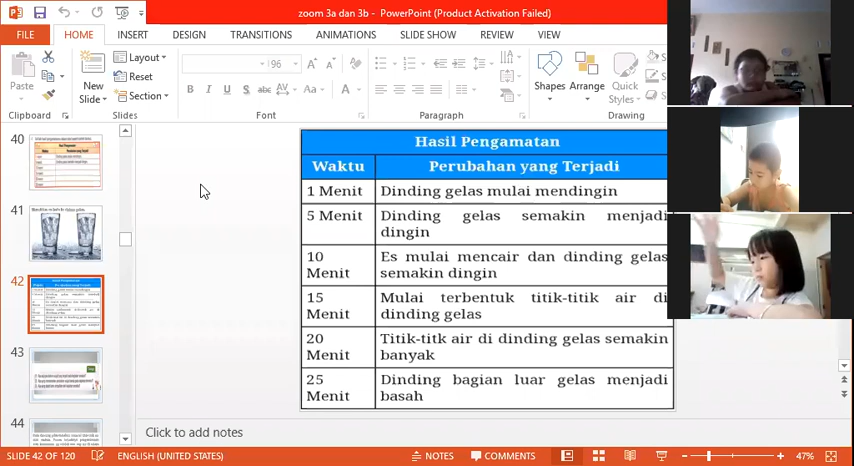 zoom 3a dan 3b - PowerPoint (Product Activation Failed)
FILE HOME INSERT DESIGN TRANSITIONS ANIMATIONS SLIDE SHOW REVIEW VIEW
Paste
New
Slide
Layout
Reset
Section
96
B I U S abc AV Aa A
Shapes Arrange Quick
Styles
Clipboard Slides Font Paragraph Drawing
40
41
42
43
44
Hasil Pengamatan
Waktu Perubahan yang Terjadi
1 Menit Dinding gelas mulai mendingin
5 Menit Dinding gelas semakin menjadi
dingin
10
Menit
Es mulai mencair dan dinding gelas
semakin dingin
15
Menit
Mulai terbentuk titik-titik air di
dinding gelas
20
Menit
Titik-titk air di dinding gelas semakin
banyak
25
Menit
Dinding bagian luar gelas menjadi
basah
Click to add notes
SLIDE 42 OF 120 ENGLISH (UNITED STATES) NOTES COMMENTS 47%